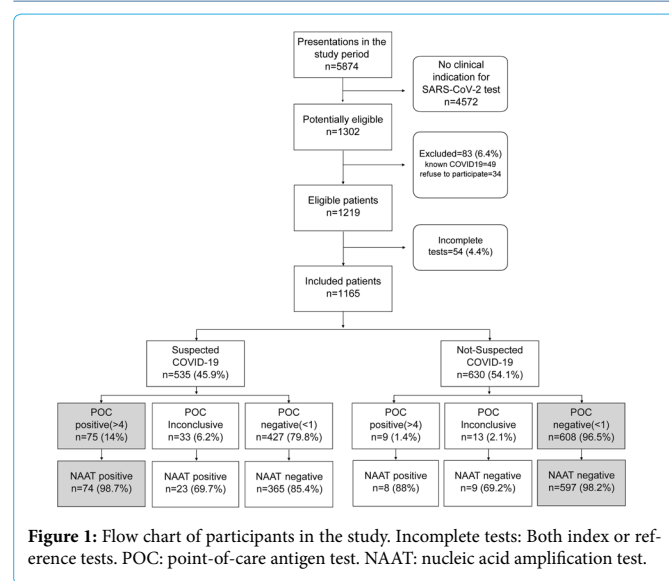 Presentations in the
study period
n=5874
No clinical
indication for
SARS-CoV-2 test
n=4572
Potentially eligible
n=1302
Excluded=83 (6.4%)
known COVID19=49
refuse to participate=34
Eligible patients
n=1219
Incomplete
tests=54 (4.4%)
Included patients
n=1165
Suspected
COVID-19
n=535 (45.9%)
Not-Suspected
COVID-19
n=630 (54.1%)
POC
positive(>4)
n=75 (14%)
POC
Inconclusive
n=33 (6.2%)
POC
negative(<1)
n=427 (79.8%)
POC
positive(>4)
n=9 (1.4%)
POC
Inconclusive
n=13 (2.1%)
POC
negative(<1)
n=608 (96.5%)
NAAT positive
n=74 (98.7%)
NAAT positive
n=23 (69.7%)
NAAT negative
n=365 (85.4%)
NAAT positive
n=8 (88%)
NAAT negative
n=9 (69.2%)
NAAT negative
n=597 (98.2%)
Figure 1: Flow chart of participants in the study. Incomplete tests: Both index or ref-
erence tests. POC: point-of-care antigen test. NAAT: nucleic acid amplification test.